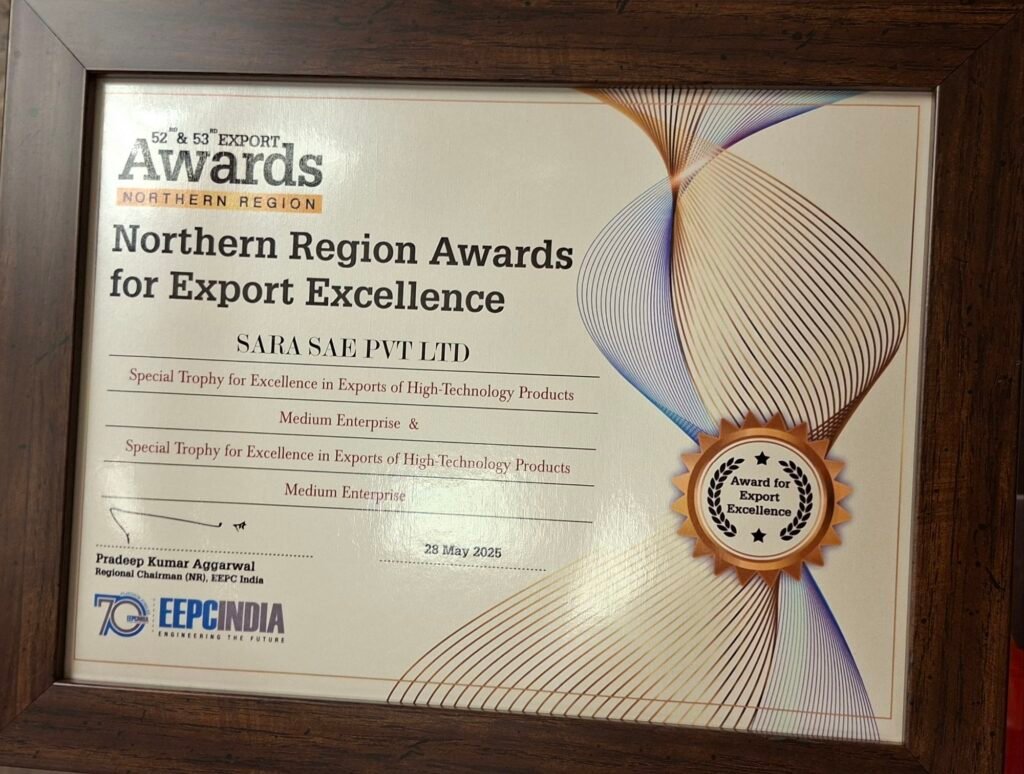 52ND & 53RD EXPORT
Awards
NORTHERN REGION
Northern Region Awards
for Export Excellence
SARA SAE PVT LTD
Special Trophy for Excellence in Exports of High-Technology Products
Medium Enterprise &
Special Trophy for Excellence in Exports of High-Technology Products
Medium Enterprise
28 May 2025
Pradeep Kumar Aggarwal
Regional Chairman (NR), EEPC India
70 EEPCINDIA
EEPCINDIA
ENGINEERING THE FUTURE
Award for
Export
Excellence